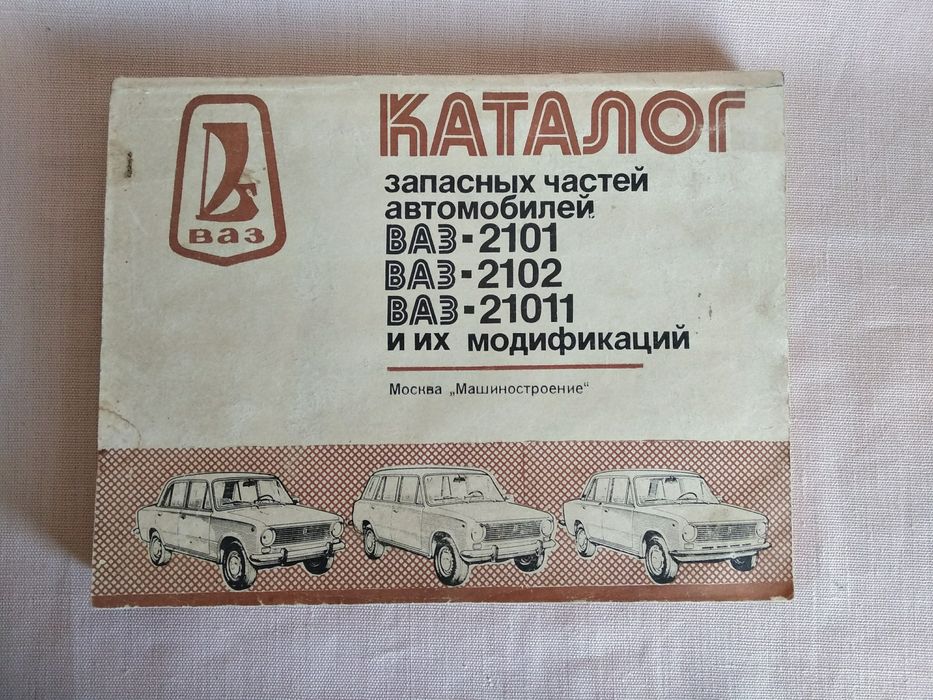 ваз
КАТАЛОГ
запасных частей
автомобилей
ВАЗ-2101
ВАЗ-2102
ВАЗ-21011
и их модификаций
Москва „Машиностроение“